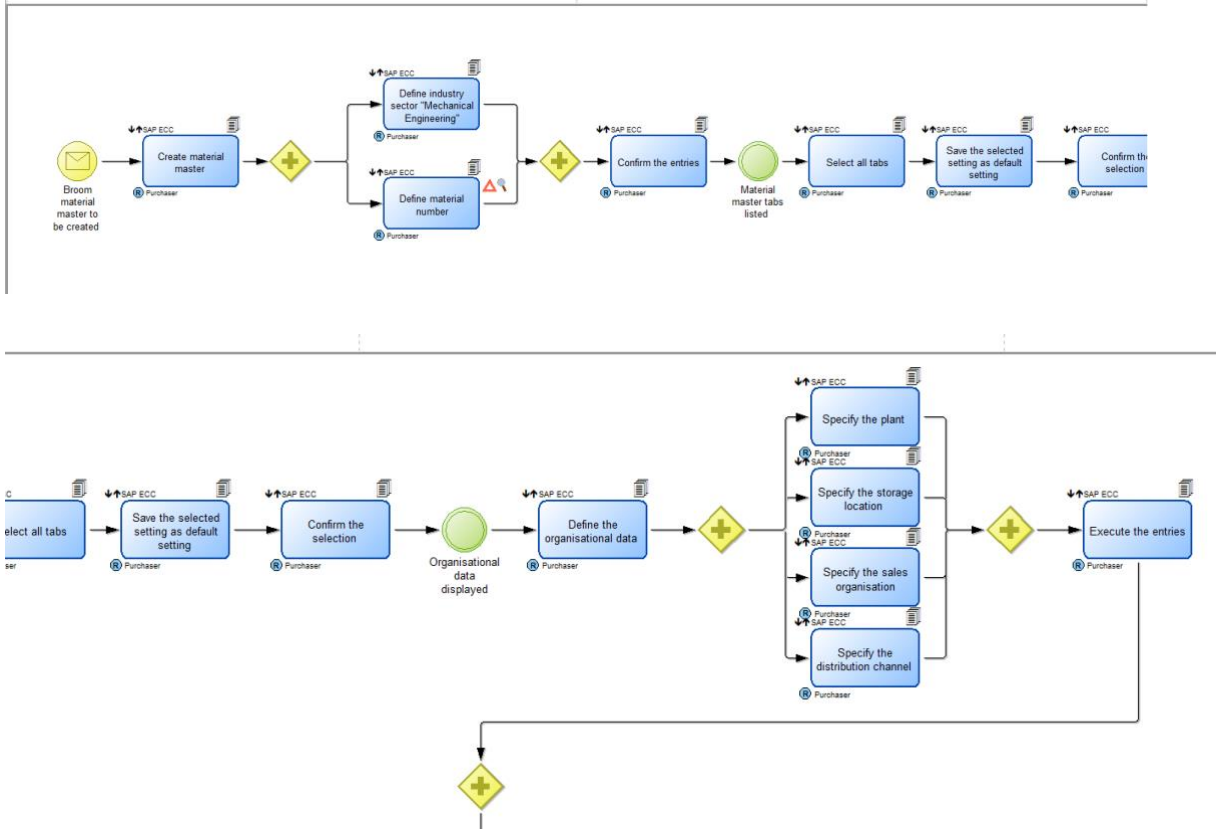 SAP ECC
Define industry
sector "Mechanical
Engineering"
R Purchaser
SAP ECC
Create material
master
R Purchaser
SAP ECC
Define material
number
R Purchaser
SAP ECC
Confirm the entries
R Purchaser
SAP ECC
Select all tabs
R Purchaser
SAP ECC
Save the selected
setting as default
setting
R Purchaser
SAP ECC
Confirm the
selection
R Purchaser
Broom
material
master to
be created
Material
master tabs
listed
SAP ECC
Specify the plant
R Purchaser
SAP ECC
Specify the storage
location
R Purchaser
SAP ECC
Specify the sales
organisation
R Purchaser
SAP ECC
Specify the
distribution channel
R Purchaser
C
elect all tabs
ser
SAP ECC
Save the selected
setting as default
setting
R Purchaser
SAP ECC
Confirm the
selection
R Purchaser
Organisational
data
displayed
SAP ECC
Define the
organisational data
R Purchaser
SAP ECC
Execute the entries
R Purchaser